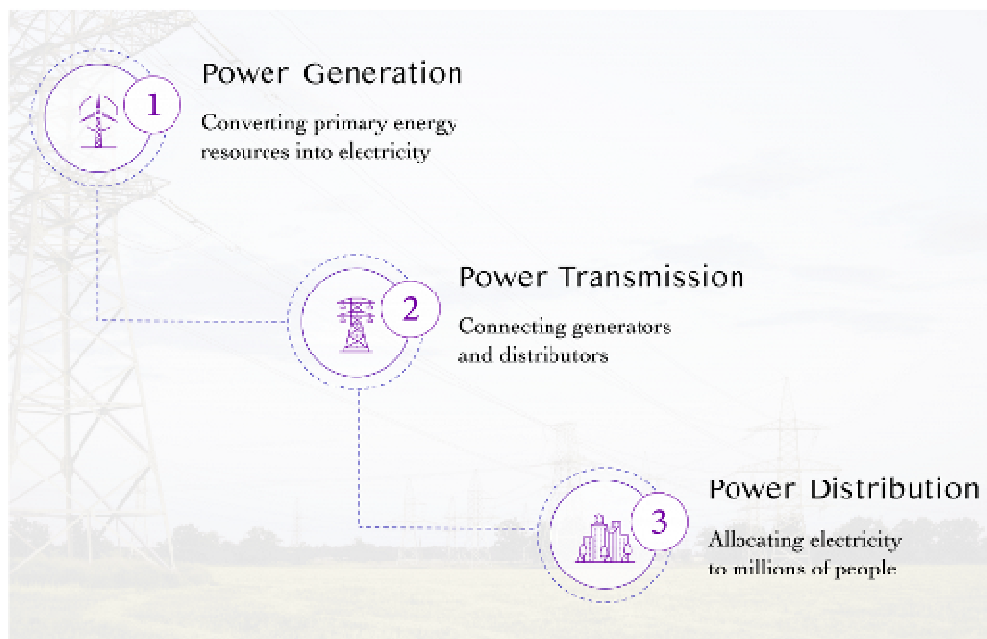 1
Power Generation
Converting primary energy
resources into electricity
2
Power Transmission
Connecting generators
and distributors
3
Power Distribution
Allocating electricity
to millions of people